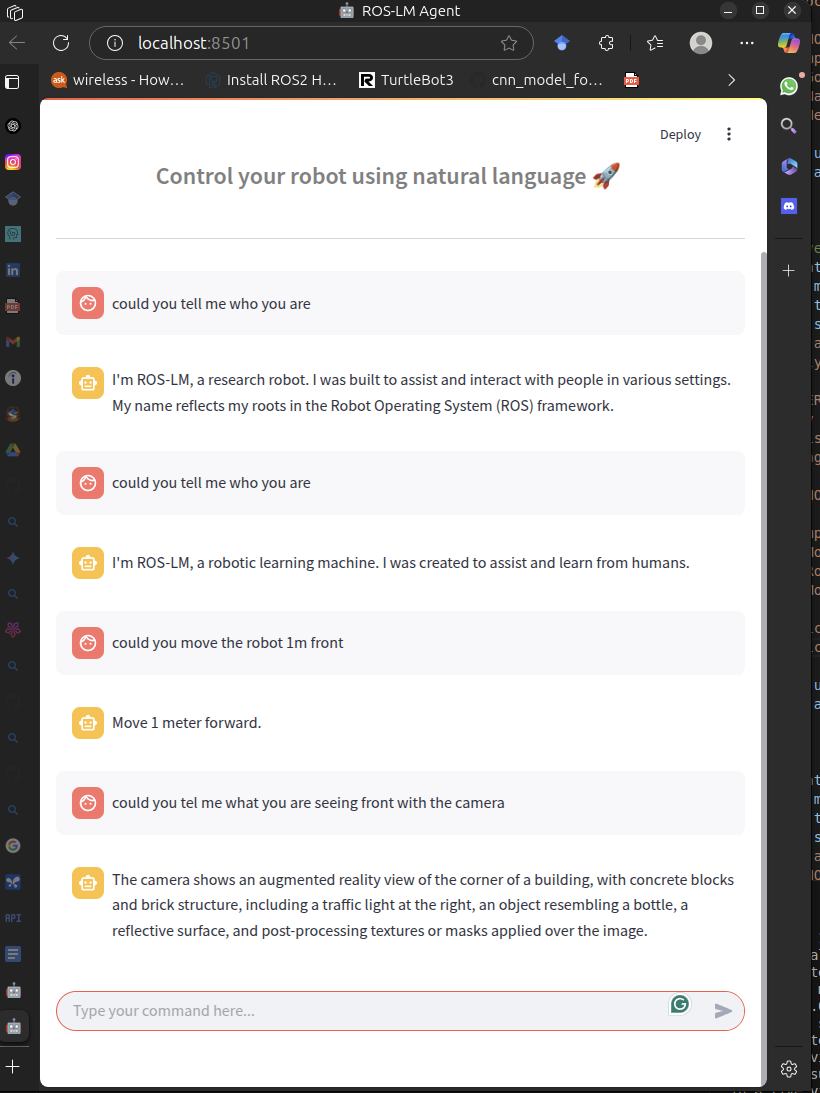 ROS-LM Agent
localhost:8501
wireless - How…
Install ROS2 H…
TurtleBot3
cnn_model_fo…
Deploy
Control your robot using natural language 🚀
could you tell me who you are
I'm ROS-LM, a research robot. I was built to assist and interact with people in various settings.
My name reflects my roots in the Robot Operating System (ROS) framework.
could you tell me who you are
I'm ROS-LM, a robotic learning machine. I was created to assist and learn from humans.
could you move the robot 1m front
Move 1 meter forward.
could you tel me what you are seeing front with the camera
The camera shows an augmented reality view of the corner of a building, with concrete blocks
and brick structure, including a traffic light at the right, an object resembling a bottle, a
reflective surface, and post-processing textures or masks applied over the image.
Type your command here...
API